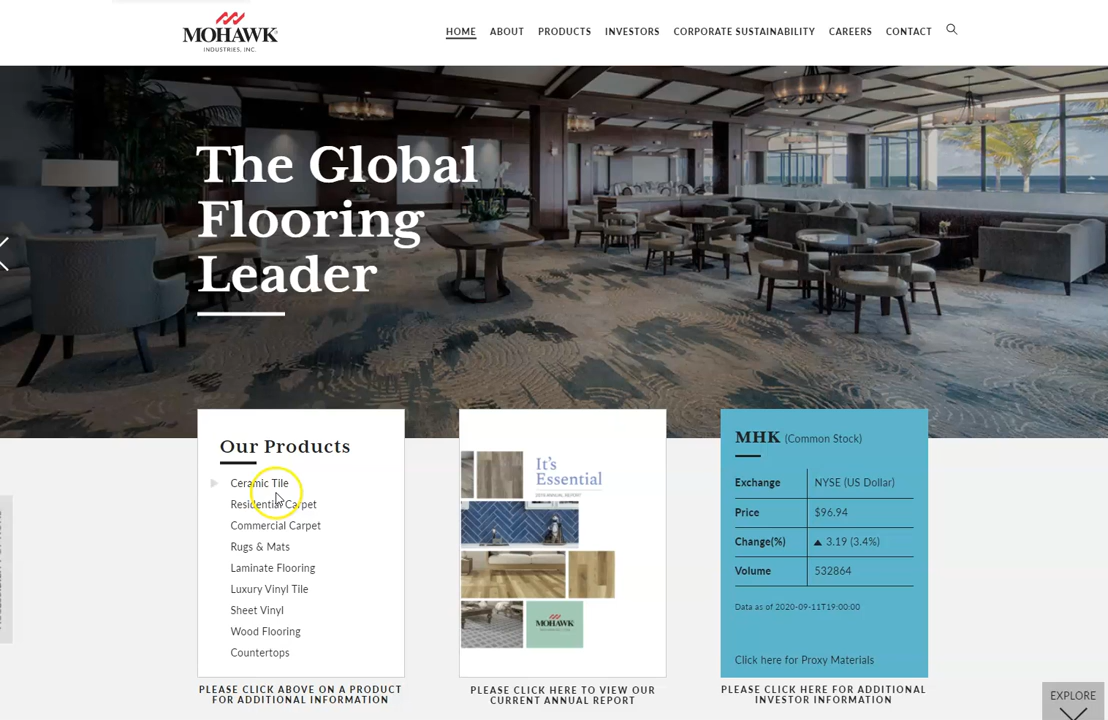 MOHAWK
INDUSTRIES, INC.
HOME ABOUT PRODUCTS INVESTORS CORPORATE SUSTAINABILITY CAREERS CONTACT
The Global
Flooring
Leader
Our Products
Ceramic Tile
Residential Carpet
Commercial Carpet
Rugs & Mats
Laminate Flooring
Luxury Vinyl Tile
Sheet Vinyl
Wood Flooring
Countertops
PLEASE CLICK ABOVE ON A PRODUCT
FOR ADDITIONAL INFORMATION
It's
Essential
2019 ANNUAL REPORT
MOHAWK
PLEASE CLICK HERE TO VIEW OUR
CURRENT ANNUAL REPORT
MHK (Common Stock)
Exchange NYSE (US Dollar)
Price $96.94
Change(%) 3.19 (3.4%)
Volume 532864
Data as of 2020-09-11T19:00:00
Click here for Proxy Materials
PLEASE CLICK HERE FOR ADDITIONAL
INVESTOR INFORMATION
EXPLORE